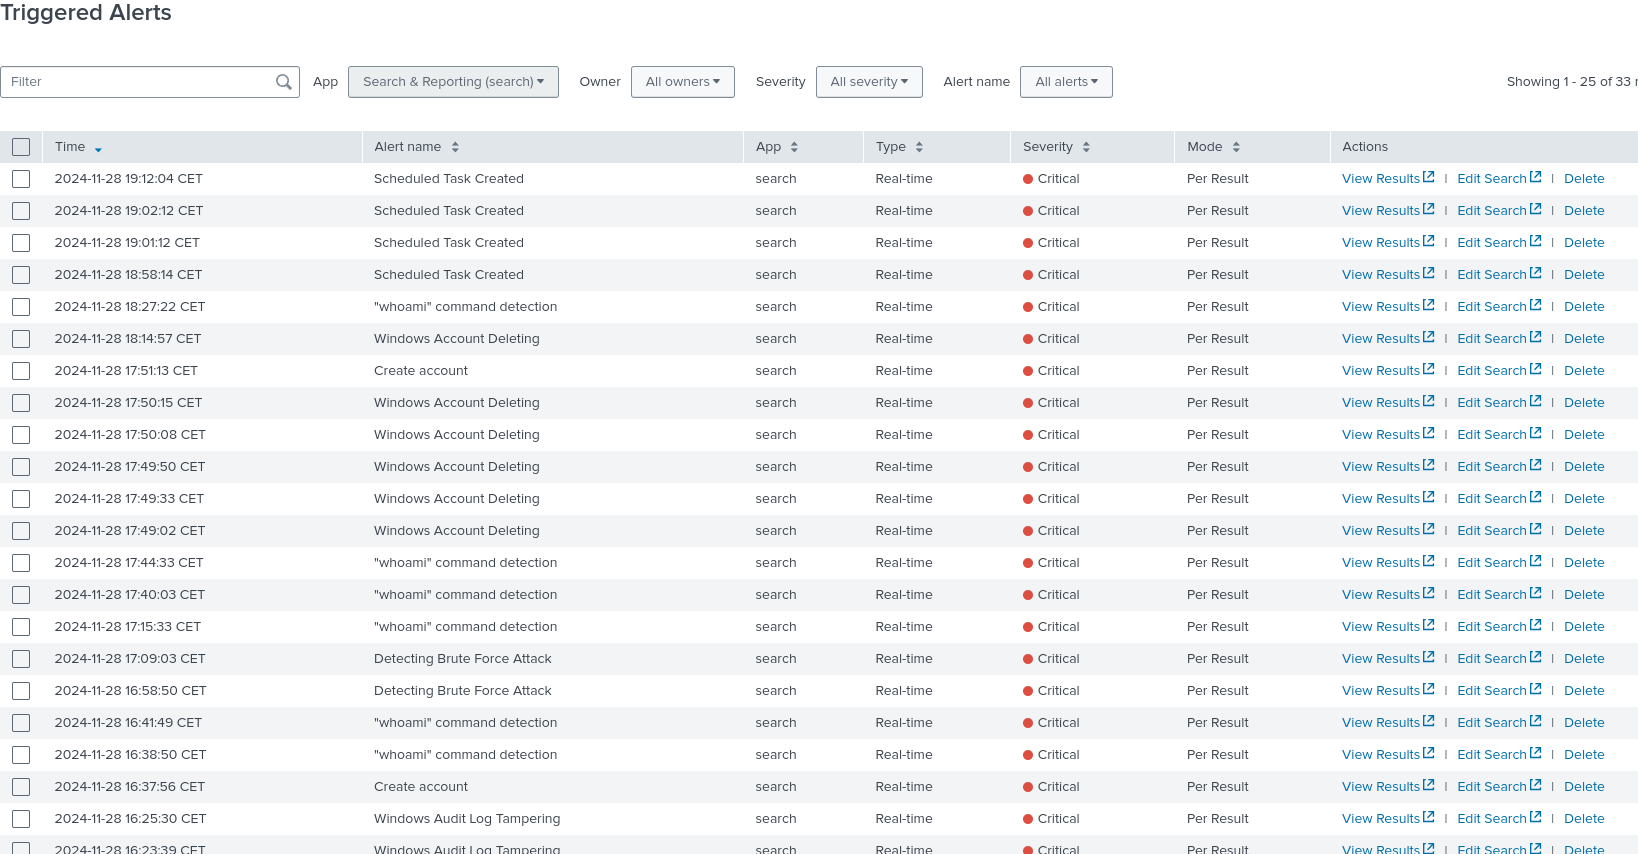 Triggered Alerts
Filter App Search & Reporting (search) Owner All owners Severity All severity Alert name All alerts Showing 1 - 25 of 33
Time Alert name App Type Severity Mode Actions
2024-11-28 19:12:04 CET Scheduled Task Created search Real-time Critical Per Result View Results | Edit Search | Delete
2024-11-28 19:02:12 CET Scheduled Task Created search Real-time Critical Per Result View Results | Edit Search | Delete
2024-11-28 19:01:12 CET Scheduled Task Created search Real-time Critical Per Result View Results | Edit Search | Delete
2024-11-28 18:58:14 CET Scheduled Task Created search Real-time Critical Per Result View Results | Edit Search | Delete
2024-11-28 18:27:22 CET "whoami" command detection search Real-time Critical Per Result View Results | Edit Search | Delete
2024-11-28 18:14:57 CET Windows Account Deleting search Real-time Critical Per Result View Results | Edit Search | Delete
2024-11-28 17:51:13 CET Create account search Real-time Critical Per Result View Results | Edit Search | Delete
2024-11-28 17:50:15 CET Windows Account Deleting search Real-time Critical Per Result View Results | Edit Search | Delete
2024-11-28 17:50:08 CET Windows Account Deleting search Real-time Critical Per Result View Results | Edit Search | Delete
2024-11-28 17:49:50 CET Windows Account Deleting search Real-time Critical Per Result View Results | Edit Search | Delete
2024-11-28 17:49:33 CET Windows Account Deleting search Real-time Critical Per Result View Results | Edit Search | Delete
2024-11-28 17:49:02 CET Windows Account Deleting search Real-time Critical Per Result View Results | Edit Search | Delete
2024-11-28 17:44:33 CET "whoami" command detection search Real-time Critical Per Result View Results | Edit Search | Delete
2024-11-28 17:40:03 CET "whoami" command detection search Real-time Critical Per Result View Results | Edit Search | Delete
2024-11-28 17:15:33 CET "whoami" command detection search Real-time Critical Per Result View Results | Edit Search | Delete
2024-11-28 17:09:03 CET Detecting Brute Force Attack search Real-time Critical Per Result View Results | Edit Search | Delete
2024-11-28 16:58:50 CET Detecting Brute Force Attack search Real-time Critical Per Result View Results | Edit Search | Delete
2024-11-28 16:41:49 CET "whoami" command detection search Real-time Critical Per Result View Results | Edit Search | Delete
2024-11-28 16:38:50 CET "whoami" command detection search Real-time Critical Per Result View Results | Edit Search | Delete
2024-11-28 16:37:56 CET Create account search Real-time Critical Per Result View Results | Edit Search | Delete
2024-11-28 16:25:30 CET Windows Audit Log Tampering search Real-time Critical Per Result View Results | Edit Search | Delete
2024-11-28 16:23:39 CET Windows Audit Log Tampering search Real-time Critical Per Result View Results | Edit Search | Delete